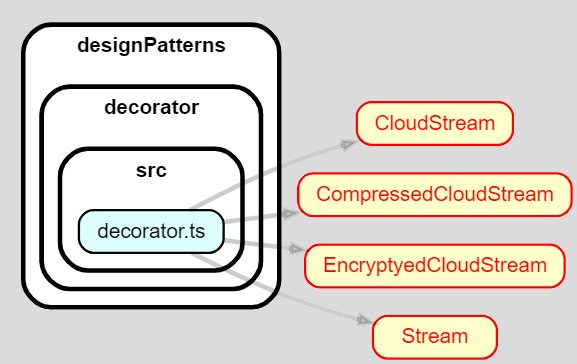 designPatterns
decorator
src
decorator.ts
CloudStream
CompressedCloudStream
EncryptyedCloudStream
Stream